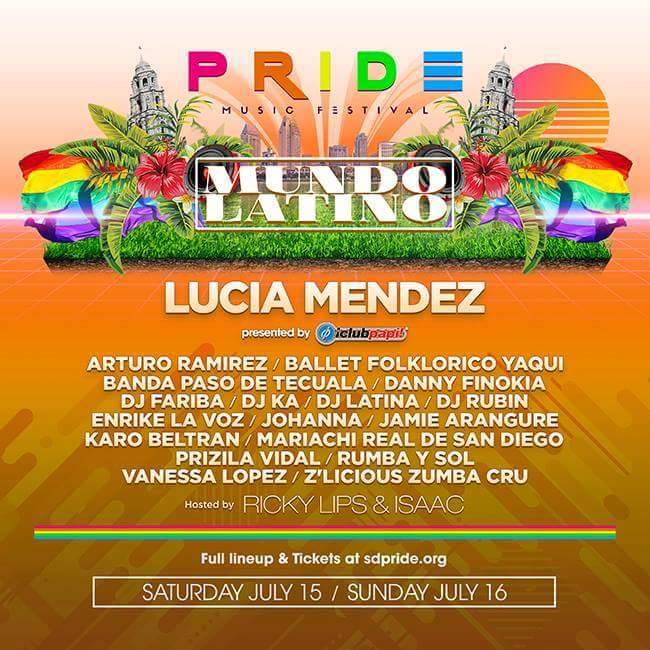 PRIDE
MUSIC FESTIVAL
MUNDO
LATINO
LUCIA MENDEZ
presented by iclubpapi!
ARTURO RAMIREZ / BALLET FOLKLORICO YAQUI
BANDA PASO DE TECUALA / DANNY FINOKIA
DJ FARIBA / DJ KA / DJ LATINA / DJ RUBIN
ENRIKE LA VOZ / JOHANNA / JAMIE ARANGURE
KARO BELTRAN / MARIACHI REAL DE SAN DIEGO
PRIZILA VIDAL / RUMBA Y SOL
VANESSA LOPEZ / Z'LICIOUS ZUMBA CRU
Hosted by RICKY LIPS & ISAAC
Full lineup & Tickets at sdpride.org
SATURDAY JULY 15 / SUNDAY JULY 16